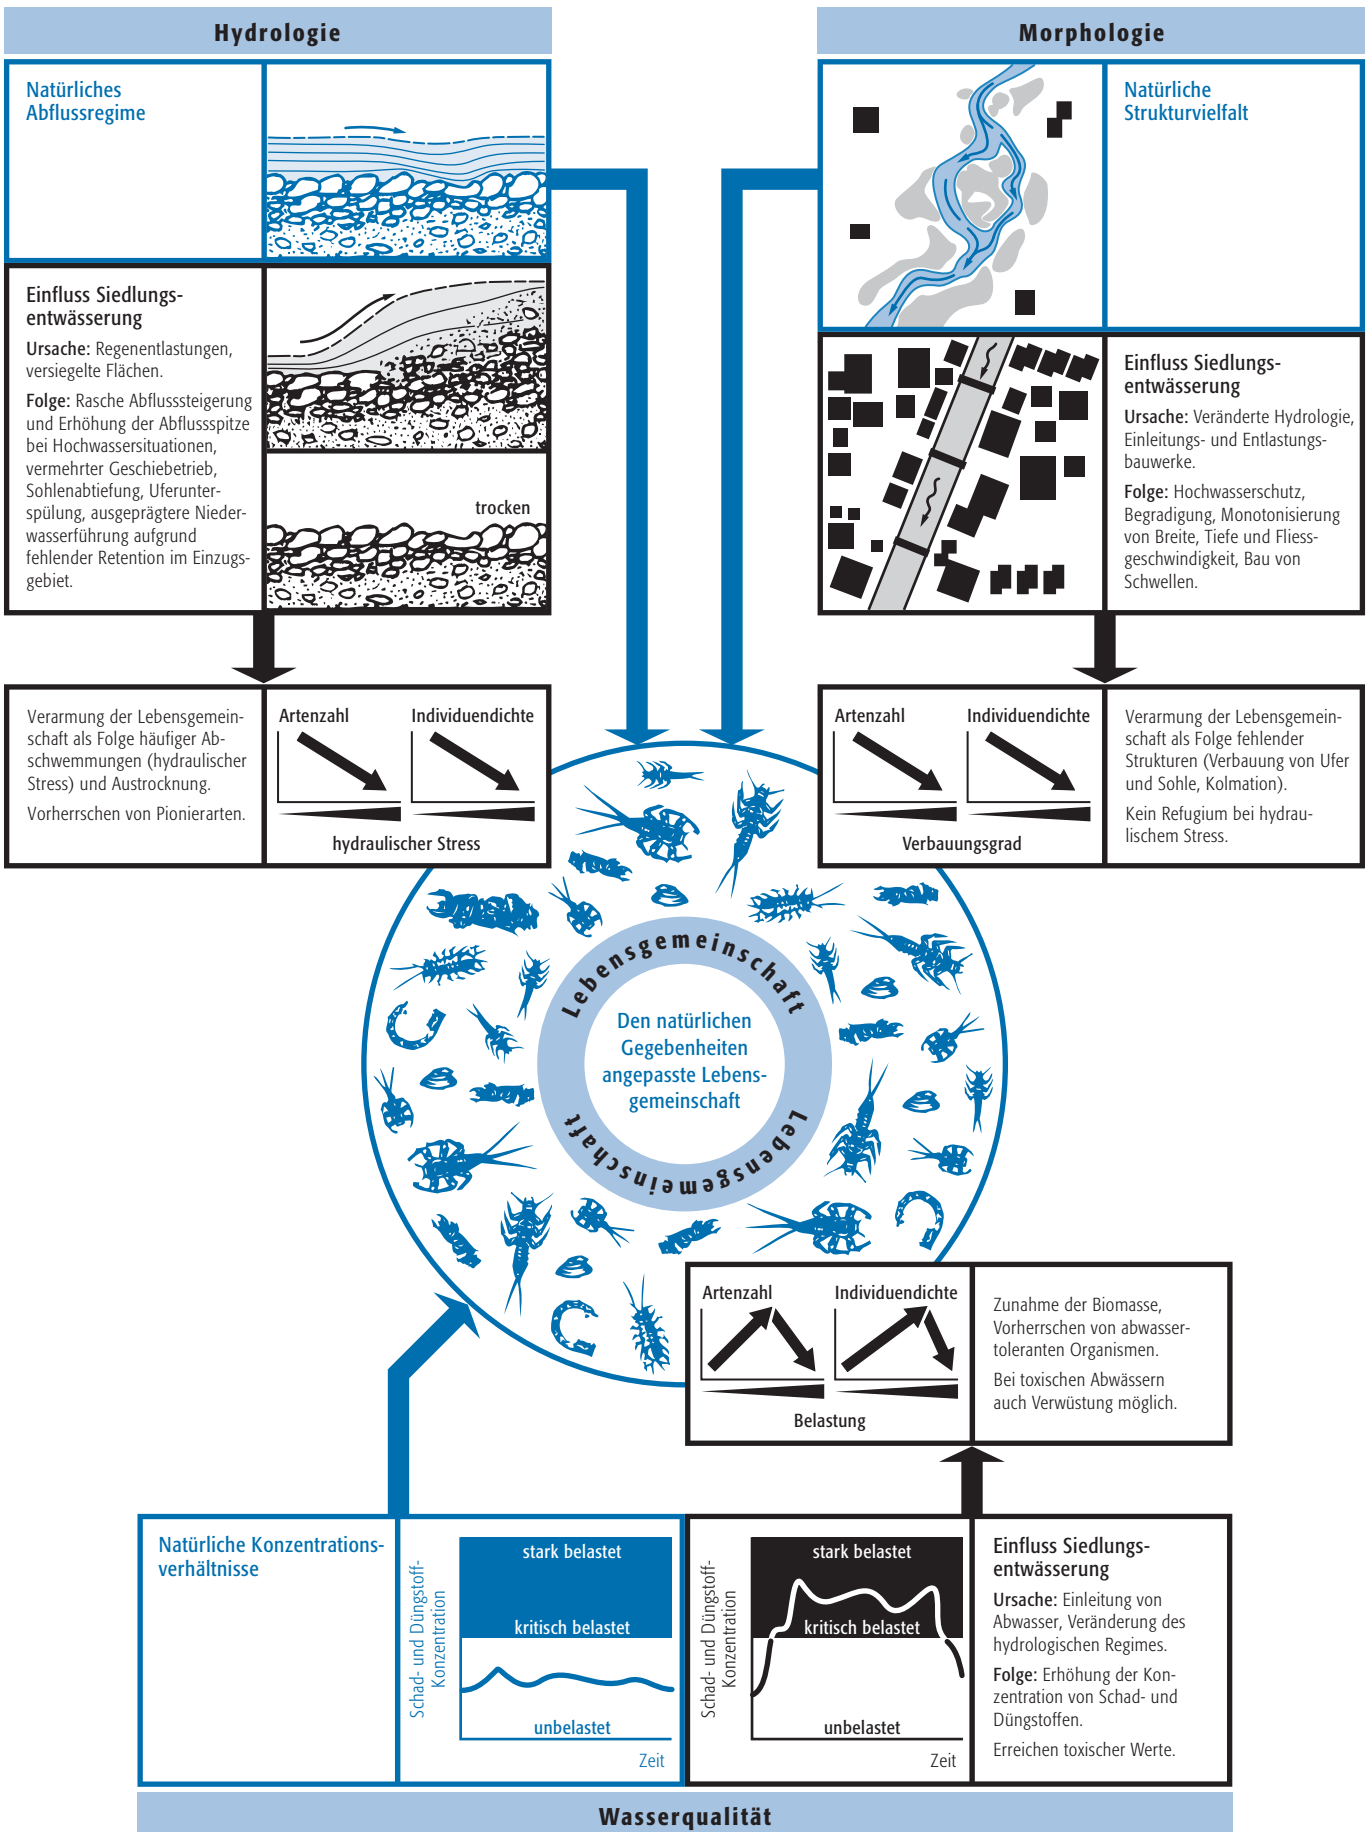 Hydrologie
Natürliches
Abflussregime
Einfluss Siedlungs-
entwässerung
Ursache: Regenentlastungen,
versiegelte Flächen.
Folge: Rasche Abflusssteigerung
und Erhöhung der Abflussspitze
bei Hochwassersituationen,
vermehrter Geschiebetrieb,
Sohlenabtiefung, Uferunter-
spülung, ausgeprägtere Nieder-
wasserführung aufgrund
fehlender Retention im Einzugs-
gebiet.
trocken
Verarmung der Lebensgemein-
schaft als Folge häufiger Ab-
schwemmungen (hydraulischer
Stress) und Austrocknung.
Vorherrschen von Pionierarten.
Artenzahl
Individuendichte
hydraulischer Stress
Morphologie
Natürliche
Strukturvielfalt
Einfluss Siedlungs-
entwässerung
Ursache: Veränderte Hydrologie,
Einleitungs- und Entlastungs-
bauwerke.
Folge: Hochwasserschutz,
Begradigung, Monotonisierung
von Breite, Tiefe und Fliess-
geschwindigkeit, Bau von
Schwellen.
Artenzahl
Individuendichte
Verbauungsgrad
Verarmung der Lebensgemein-
schaft als Folge fehlender
Strukturen (Verbauung von Ufer
und Sohle, Kolmation).
Kein Refugium bei hydrau-
lischem Stress.
Lebensgemeinschaft
Den natürlichen
Gegebenheiten
angepasste Lebens-
gemeinschaft
Lebensgemeinschaft
Artenzahl
Individuendichte
Belastung
Zunahme der Biomasse,
Vorherrschen von abwasser-
toleranten Organismen.
Bei toxischen Abwässern
auch Verwüstung möglich.
Natürliche Konzentrations-
verhältnisse
Schad- und Düngstoff-
Konzentration
stark belastet
kritisch belastet
unbelastet
Zeit
Schad- und Düngstoff-
Konzentration
stark belastet
kritisch belastet
unbelastet
Zeit
Einfluss Siedlungs-
entwässerung
Ursache: Einleitung von
Abwasser, Veränderung des
hydrologischen Regimes.
Folge: Erhöhung der Kon-
zentration von Schad- und
Düngstoffen.
Erreichen toxischer Werte.
Wasserqualität